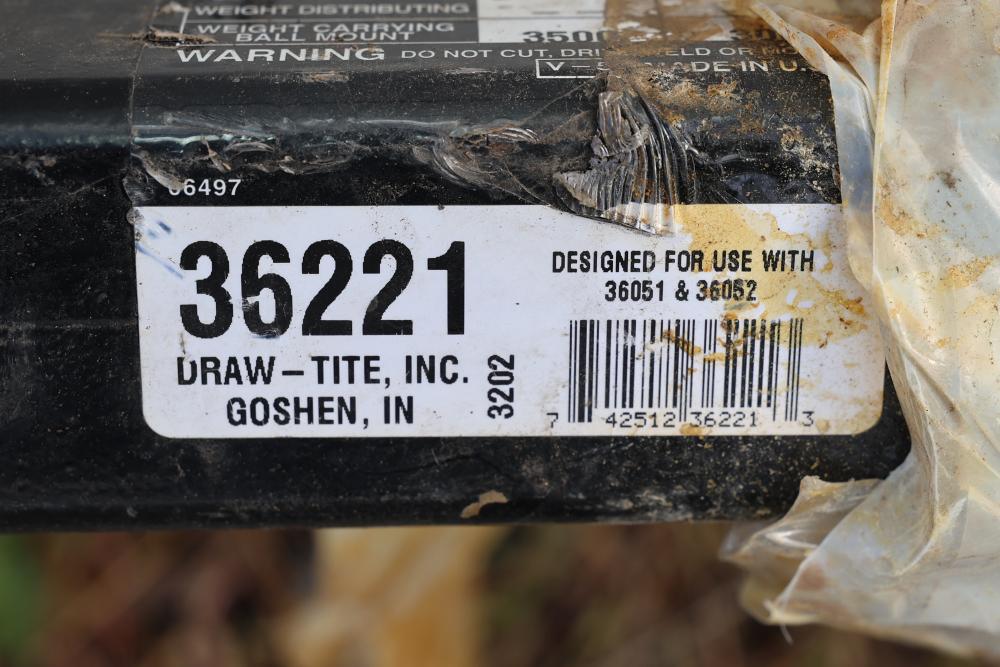 WEIGHT DISTRIBUTING
WEIGHT CARRYING
BALL MOUNT
WARNING DO NOT CUT,
MADE IN
36221
DRAW-TITE, INC.
GOSHEN, IN
3202
DESIGNED FOR USE WITH
36051 & 36052
7 42512 36221 3